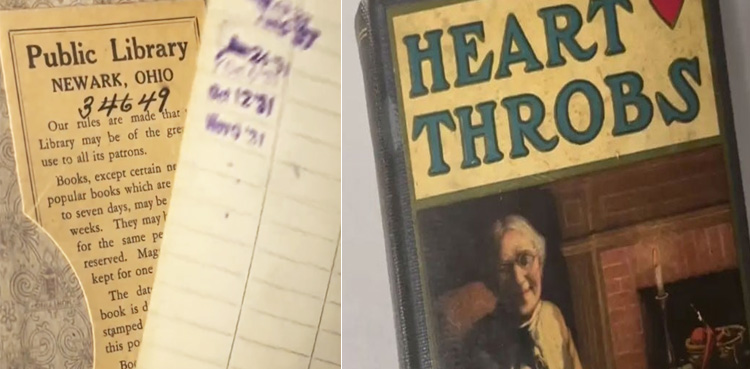 Public Library
NEWARK, OHIO
34649
Our rules are made that
Library may be of the
use to all its patrons.
Books, except certain
popular books which are
to seven days, may be
weeks. They may
for the same
reserved.
kept for one
The
book is
stamped
this
Oct 12 '31
Nov 9 '31
HEART
THROBS